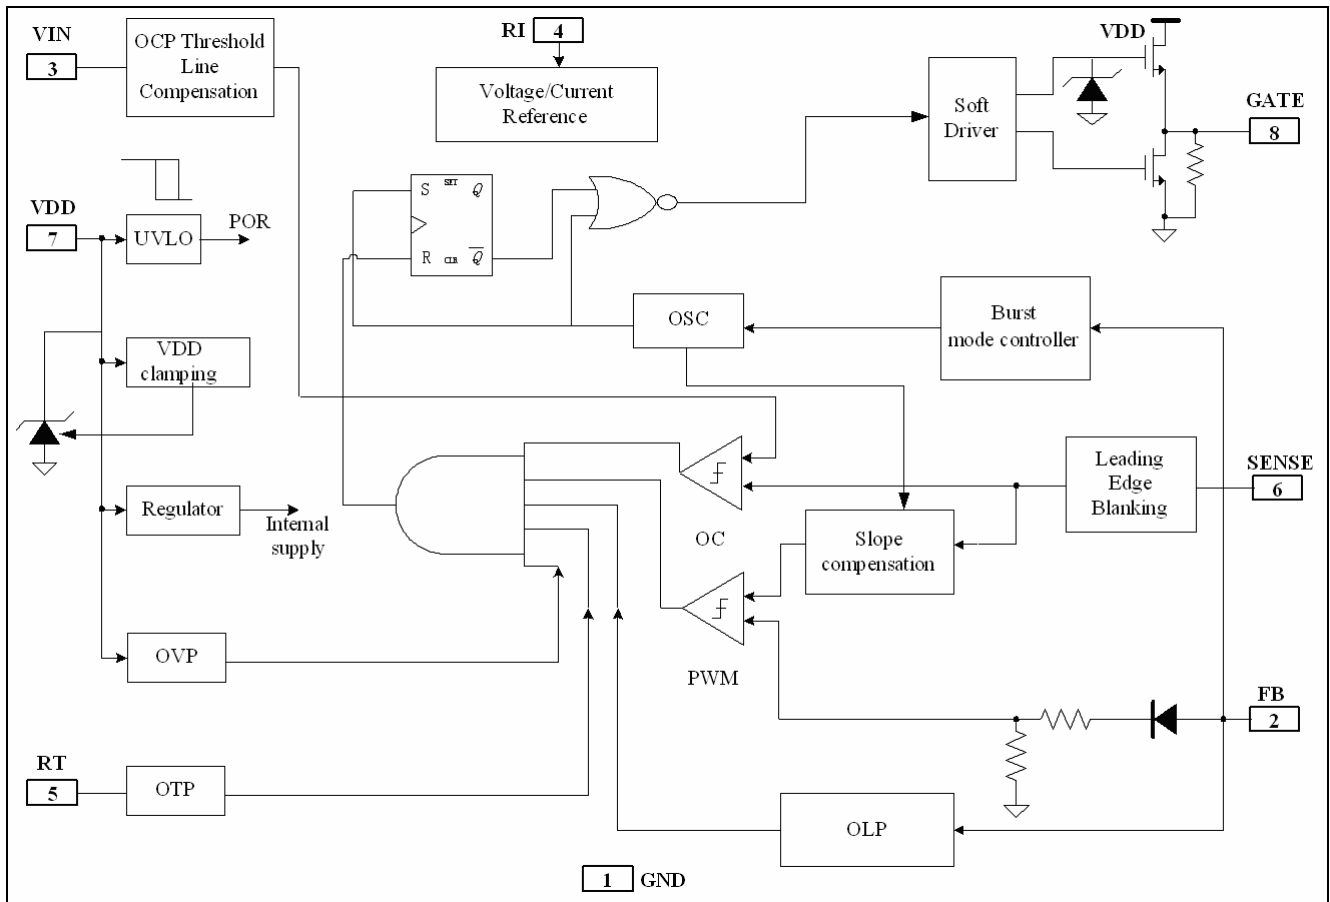 VIN
3
OCP Threshold
Line
Compensation
RI
4
Voltage/Current
Reference
VDD
Soft
Driver
GATE
8
VDD
7
UVLO
POR
S SET Q
R CLR Q
OSC
Burst
mode controller
VDD
clamping
Regulator
Internal
supply
OC
Slope
compensation
Leading
Edge
Blanking
SENSE
6
OVP
PWM
FB
2
RT
5
OTP
OLP
1
GND